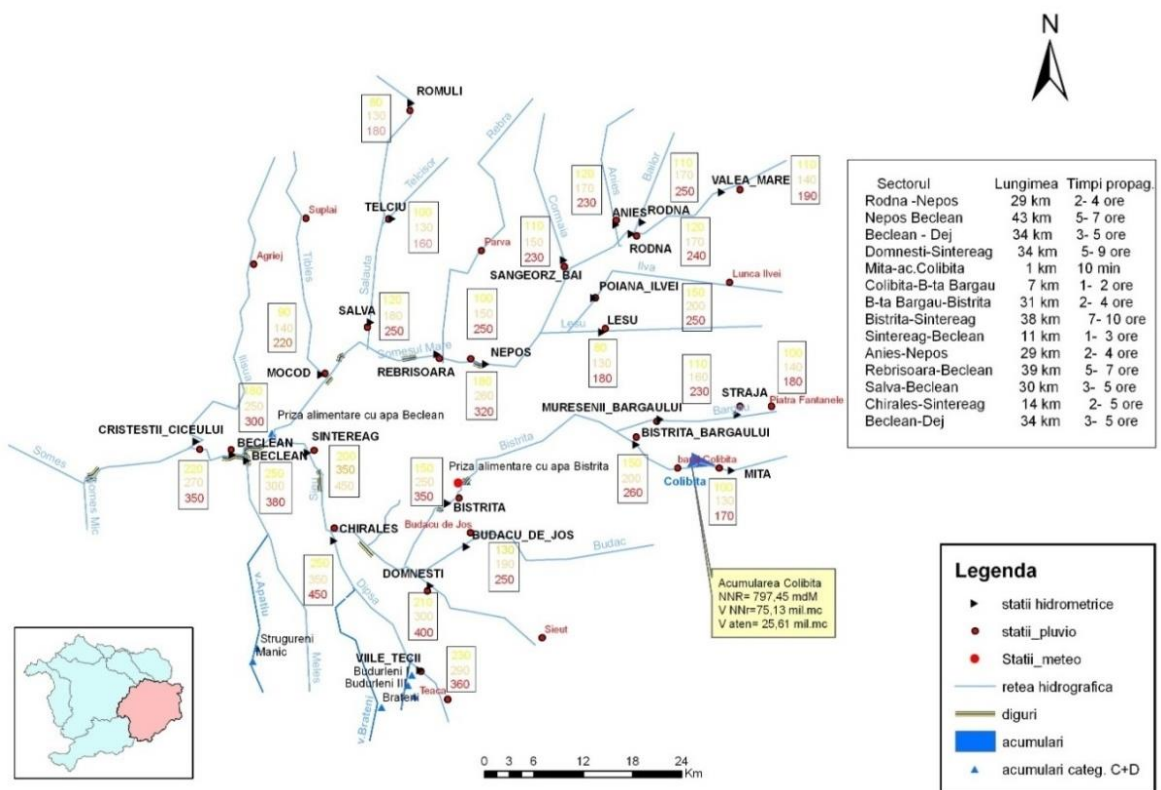 N
ROMULI
80
130
180
Rebra
Telcisor
TELCIU
100
130
160
Suplai
Tibles
Agriej
Salauta
Parva
Cormaia
Anies
Bailor
120
170
230
110
170
250
VALEA_MARE
110
140
190
ANIES
RODNA
RODNA
120
170
240
110
150
230
SANGEORZ_BAI
Ilva
POIANA_ILVEI
Lunca Ilvei
150
200
250
LESU
Lesu
SALVA
120
180
250
100
150
250
Somesul Mare
REBRISOARA
NEPOS
180
260
320
130
180
90
140
220
MOCOD
Ilisua
250
300
Priza alimentare cu apa Beclean
CRISTESTII_CICEULUI
BECLEAN
BECLEAN
SINTEREAG
200
350
450
Somes
Somes Mic
220
270
350
250
300
380
110
160
230
100
140
180
STRAJA
Piatra Fantanele
MURESENII_BARGAULUI
Bargau
BISTRITA_BARGAULUI
Bistrita
Priza alimentare cu apa Bistrita
150
250
350
BISTRITA
150
200
260
Colibita
MITA
100
130
170
Sieu
CHIRALES
Budacu de Jos
BUDACU_DE_JOS
130
190
250
Budac
250
350
450
DOMNESTI
210
300
400
Dipsa
Sieut
v.Apatiu
Strugureni
Manic
Meles
VIILE_TECII
Budurleni I
Budurleni II
Brateni
Teaca
230
290
360
v.Brateni
Acumularea Colibita
NNR= 797,45 mdM
V NNr=75,13 mil.mc
V aten= 25,61 mil.mc
0 3 6 12 18 24
Km
Sectorul Lungimea Timpi propag.
Rodna -Nepos 29 km 2- 4 ore
Nepos Beclean 43 km 5- 7 ore
Beclean - Dej 34 km 3- 5 ore
Domnesti-Sintereag 34 km 5- 9 ore
Mita-ac.Colibita 1 km 10 min
Colibita-B-ta Bargau 7 km 1- 2 ore
B-ta Bargau-Bistrita 31 km 2- 4 ore
Bistrita-Sintereag 38 km 7- 10 ore
Sintereag-Beclean 11 km 1- 3 ore
Anies-Nepos 29 km 2- 4 ore
Rebrisoara-Beclean 39 km 5- 7 ore
Salva-Beclean 30 km 3- 5 ore
Chirales-Sintereag 14 km 2- 5 ore
Beclean-Dej 34 km 3- 5 ore
Legenda
statii hidrometrice
statii_pluvio
Statii_meteo
retea hidrografica
diguri
acumulari
acumulari categ. C+D